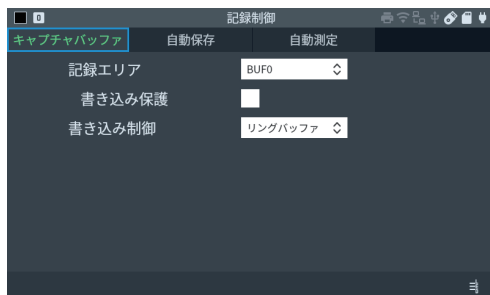 0 記録制御
キャプチャバッファ 自動保存 自動測定
記録エリア BUF0
書き込み保護
書き込み制御 リングバッファ